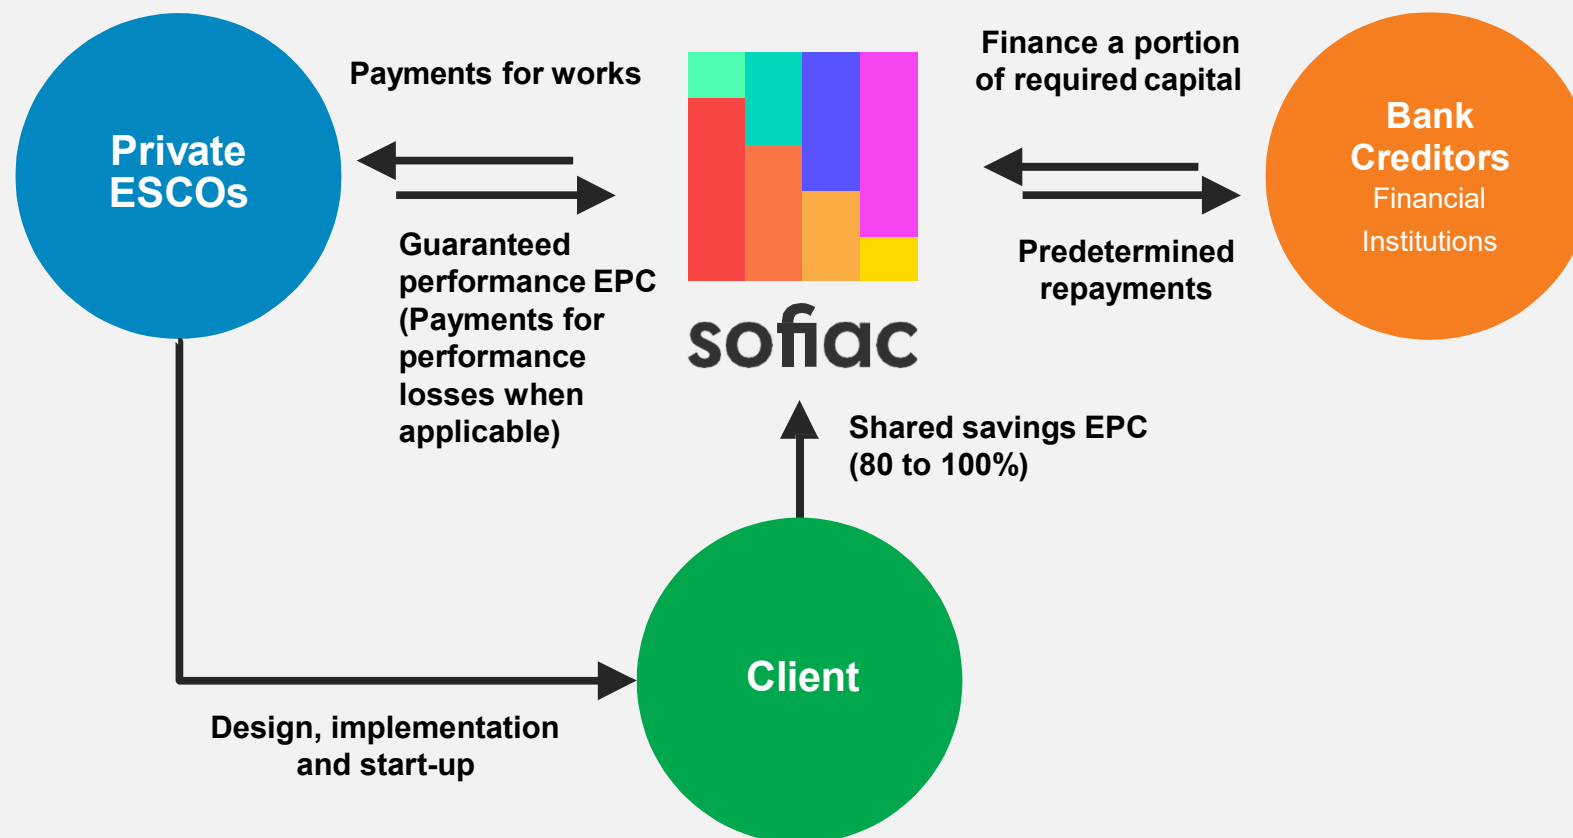 Payments for works
Finance a portion
of required capital
Private
ESCOs
Bank
Creditors
Financial
Institutions
Guaranteed
performance EPC
(Payments for
performance
losses when
applicable)
Predetermined
repayments
sofiac
Shared savings EPC
(80 to 100%)
Client
Design, implementation
and start-up